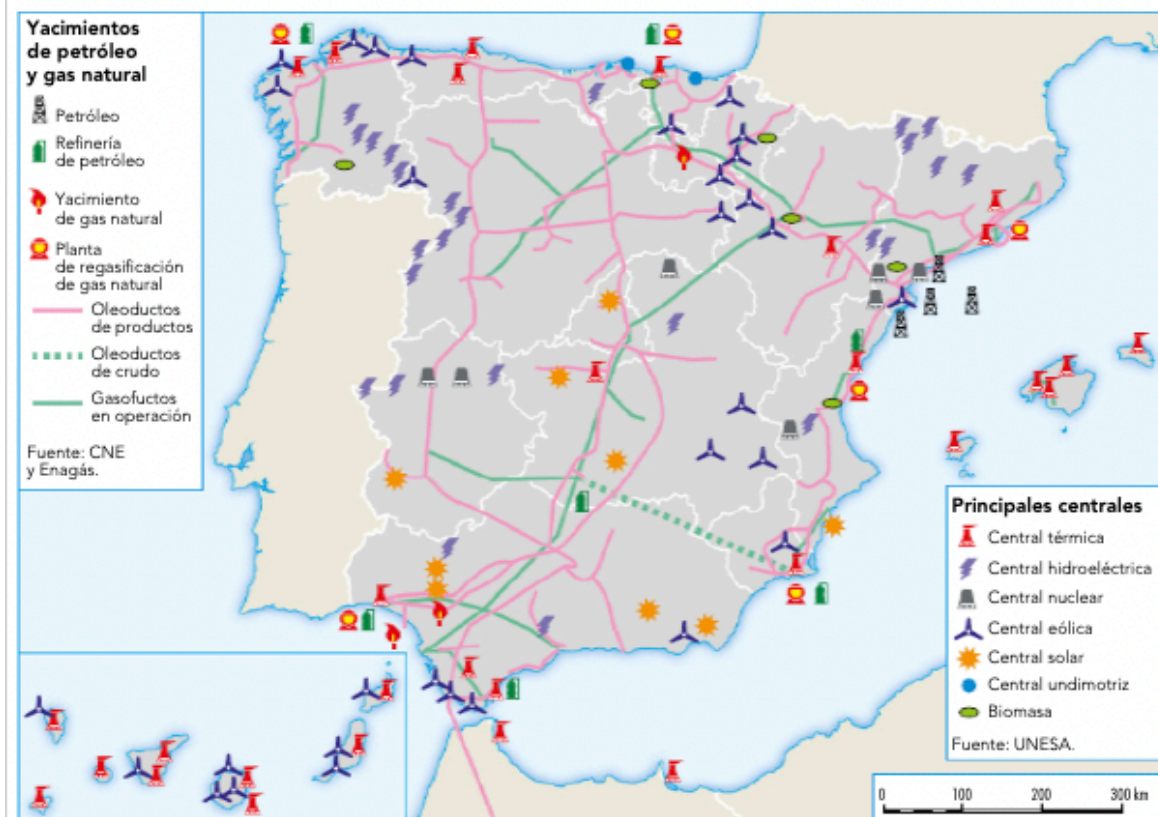 Yacimientos
de petróleo
y gas natural
Petróleo
Refinería
de petróleo
Yacimiento
de gas natural
Planta
de regasificación
de gas natural
Oleoductos
de productos
Oleoductos
de crudo
Gasofuctos
en operación
Fuente: CNE
y Enagás.
Principales centrales
Central térmica
Central hidroeléctrica
Central nuclear
Central eólica
Central solar
Central undimotriz
Biomasa
Fuente: UNESA.
0 100 200 300 km